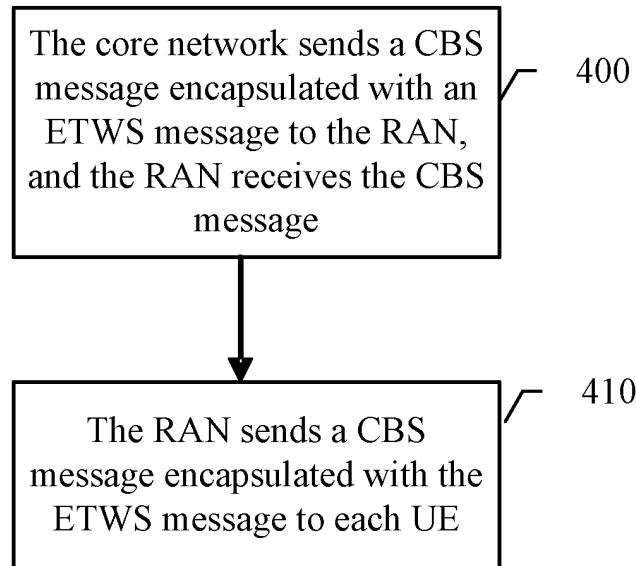 The core network sends a CBS
message encapsulated with an
ETWS message to the RAN,
and the RAN receives the CBS
message
400
The RAN sends a CBS
message encapsulated with the
ETWS message to each UE
410